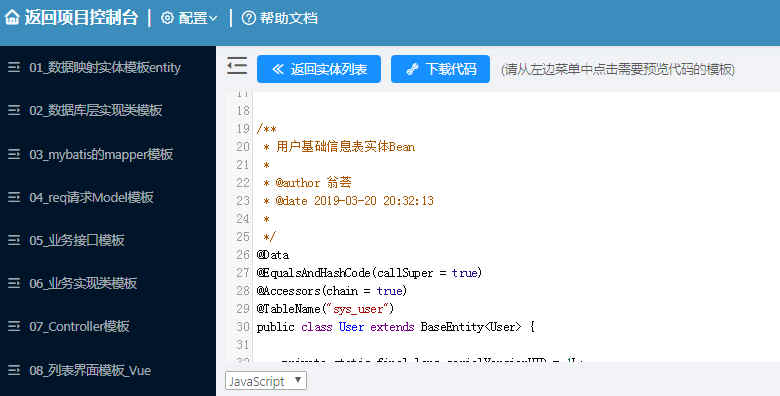 返回项目控制台 | 配置 | 帮助文档
01_数据映射实体模板entity
02_数据库层实现类模板
03_mybatis的mapper模板
04_req请求Model模板
05_业务接口模板
06_业务实现类模板
07_Controller模板
08_列表界面模板_Vue
返回实体列表 下载代码 (请从左边菜单中点击需要预览代码的模板)
17
18
19 /**
20 * 用户基础信息表实体Bean
21 *
22 * @author 翁荟
23 * @date 2019-03-20 20:32:13
24 *
25 */
26 @Data
27 @EqualsAndHashCode(callSuper = true)
28 @Accessors(chain = true)
29 @TableName("sys_user")
30 public class User extends BaseEntity<User> {
31
32 private static final long serialVersionUID = 1L;
JavaScript